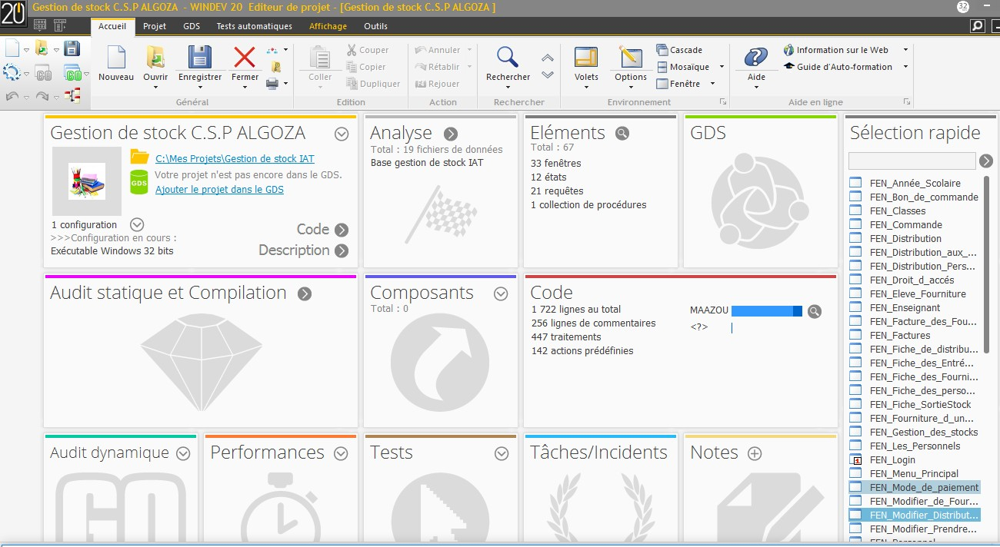 Gestion de stock C.S.P ALGOZA - WINDEV 20 Editeur de projet - [Gestion de stock C.S.P ALGOZA ]
32
20
Accueil Projet GDS Tests automatiques Affichage Outils
GO GO
Nouveau Ouvrir Enregistrer Fermer
Général
Coller
Couper
Copier
Dupliquer
Edition
Annuler
Rétablir
Rejouer
Action
Rechercher
Rechercher
Volets Options
Cascade
Mosaïque
Fenêtre
Environnement
Aide
Information sur le Web
Guide d'Auto-formation
Aide en ligne
Gestion de stock C.S.P ALGOZA
C:\Mes Projets\Gestion de stock IAT
GDS
Votre projet n'est pas encore dans le GDS.
Ajouter le projet dans le GDS
1 configuration
>>>Configuration en cours :
Exécutable Windows 32 bits
Code
Description
Analyse
Total : 19 fichiers de données
Base gestion de stock IAT
Eléments
Total : 67
33 fenêtres
12 états
21 requêtes
1 collection de procédures
GDS
Audit statique et Compilation
Composants
Total : 0
Code
1 722 lignes au total
256 lignes de commentaires
447 traitements
142 actions prédéfinies
MAAZOU
<?>
Audit dynamique
GO
Performances
Tests
Tâches/Incidents
Notes
Sélection rapide
FEN_Année_Scolaire
FEN_Bon_de_commande
FEN_Classes
FEN_Commande
FEN_Distribution
FEN_Distribution_aux_...
FEN_Distribution_Pers...
FEN_Droit_d_accés
FEN_Eleve_Fourniture
FEN_Enseignant
FEN_Facture_des_Fou...
FEN_Factures
FEN_Fiche_de_distribu...
FEN_Fiche_des_Entré...
FEN_Fiche_des_Fourni...
FEN_Fiche_des_perso...
FEN_Fiche_SortieStock
FEN_Fourniture_d_un...
FEN_Gestion_des_stocks
FEN_Les_Personnels
FEN_Login
FEN_Menu_Principal
FEN_Mode_de_paiement
FEN_Modifier_de_Four...
FEN_Modifier_Distribut...
FEN_Modifier_Prendre...